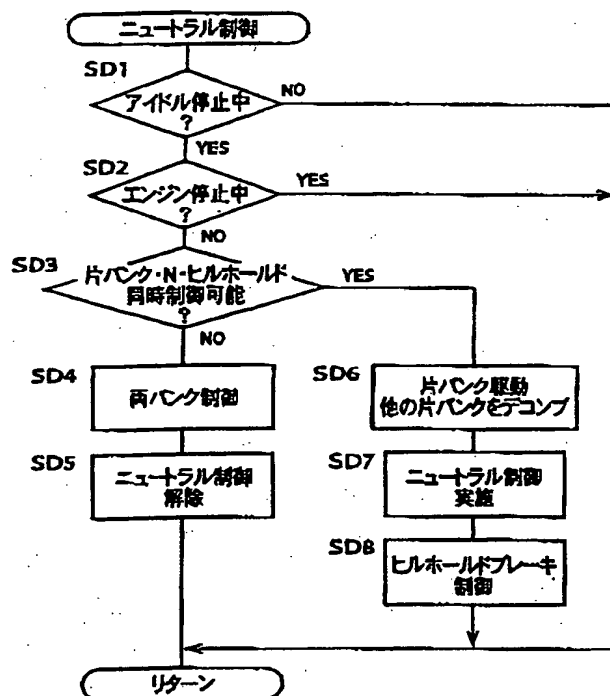 ニュートラル制御
SD1
アイドル停止中
?
NO
YES
SD2
エンジン停止中
?
YES
NO
SD3
片バンク・N・ヒルホールド
同時制御可能
?
YES
NO
SD4
両バンク制御
SD5
ニュートラル制御
解除
SD6
片バンク駆動
他の片バンクをデコンプ
SD7
ニュートラル制御
実施
SD8
ヒルホールドブレーキ
制御
リターン